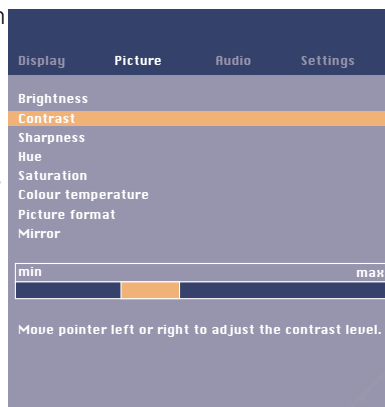 Display Picture Audio Settings
Brightness
Contrast
Sharpness
Hue
Saturation
Colour temperature
Picture format
Mirror
min max
Move pointer left or right to adjust the contrast level.